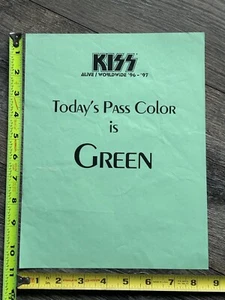 KISS
ALIVE / WORLDWIDE '96 - '97
Today's Pass Color
is
GREEN